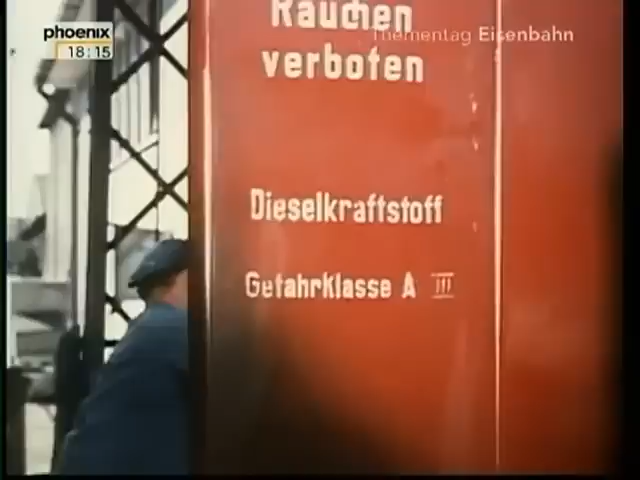 phoenix
18:15
Thementag Eisenbahn
Rauchen
verboten
Dieselkraftstoff
Gefahrklasse A III